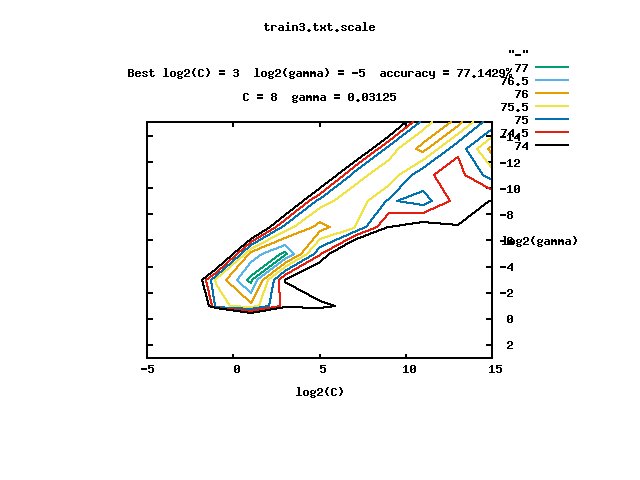 train3.txt.scale
"-"
Best log2(C) = 3  log2(gamma) = -5  accuracy = 77.1429%
77
76.5
C = 8  gamma = 0.03125
76
75.5
75
74.5
-14
74
-12
-10
-8
-6
log2(gamma)
-4
-2
0
2
-5 0 5 10 15
log2(C)